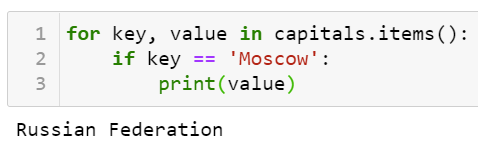 1 for key, value in capitals.items():
2     if key == 'Moscow':
3         print(value)
Russian Federation